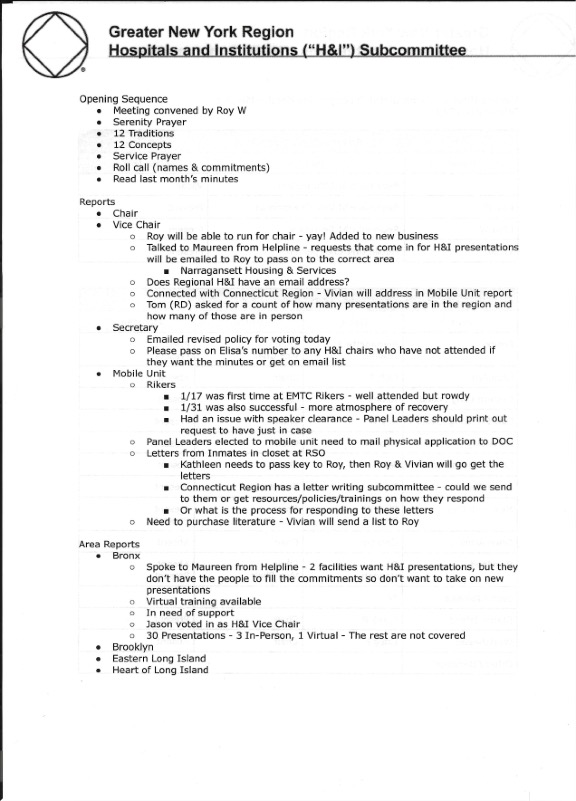 Greater New York Region
Hospitals and Institutions ("H&I") Subcommittee
Opening Sequence
• Meeting convened by Roy W
• Serenity Prayer
• 12 Traditions
• 12 Concepts
• Service Prayer
• Roll call (names & commitments)
• Read last month's minutes
Reports
• Chair
• Vice Chair
o Roy will be able to run for chair - yay! Added to new business
o Talked to Maureen from Helpline - requests that come in for H&I presentations
will be emailed to Roy to pass on to the correct area
▪ Narragansett Housing & Services
o Does Regional H&I have an email address?
o Connected with Connecticut Region - Vivian will address in Mobile Unit report
o Tom (RD) asked for a count of how many presentations are in the region and
how many of those are in person
• Secretary
o Emailed revised policy for voting today
o Please pass on Elisa's number to any H&I chairs who have not attended if
they want the minutes or get on email list
• Mobile Unit
o Rikers
▪ 1/17 was first time at EMTC Rikers - well attended but rowdy
▪ 1/31 was also successful - more atmosphere of recovery
▪ Had an issue with speaker clearance - Panel Leaders should print out
request to have just in case
o Panel Leaders elected to mobile unit need to mail physical application to DOC
o Letters from Inmates in closet at RSO
▪ Kathleen needs to pass key to Roy, then Roy & Vivian will go get the
letters
▪ Connecticut Region has a letter writing subcommittee - could we send
to them or get resources/policies/trainings on how they respond
▪ Or what is the process for responding to these letters
o Need to purchase literature - Vivian will send a list to Roy
Area Reports
• Bronx
o Spoke to Maureen from Helpline - 2 facilities want H&I presentations, but they
don't have the people to fill the commitments so don't want to take on new
presentations
o Virtual training available
o In need of support
o Jason voted in as H&I Vice Chair
o 30 Presentations - 3 In-Person, 1 Virtual - The rest are not covered
• Brooklyn
• Eastern Long Island
• Heart of Long Island